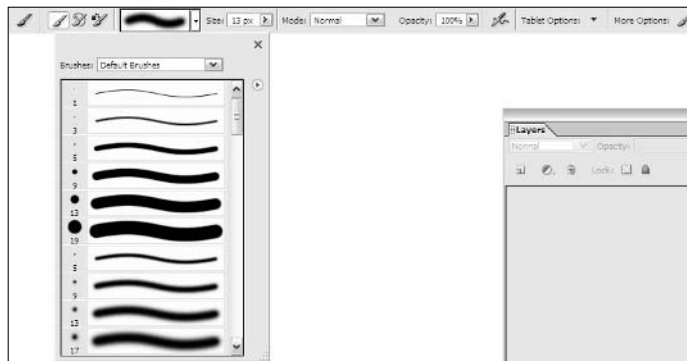 Size: 13 px Mode: Normal Opacity: 100% Tablet Options: More Options:
Brushes: Default Brushes
1
3
5
9
13
19
5
9
13
17
Layers
Normal Opacity:
Lock: